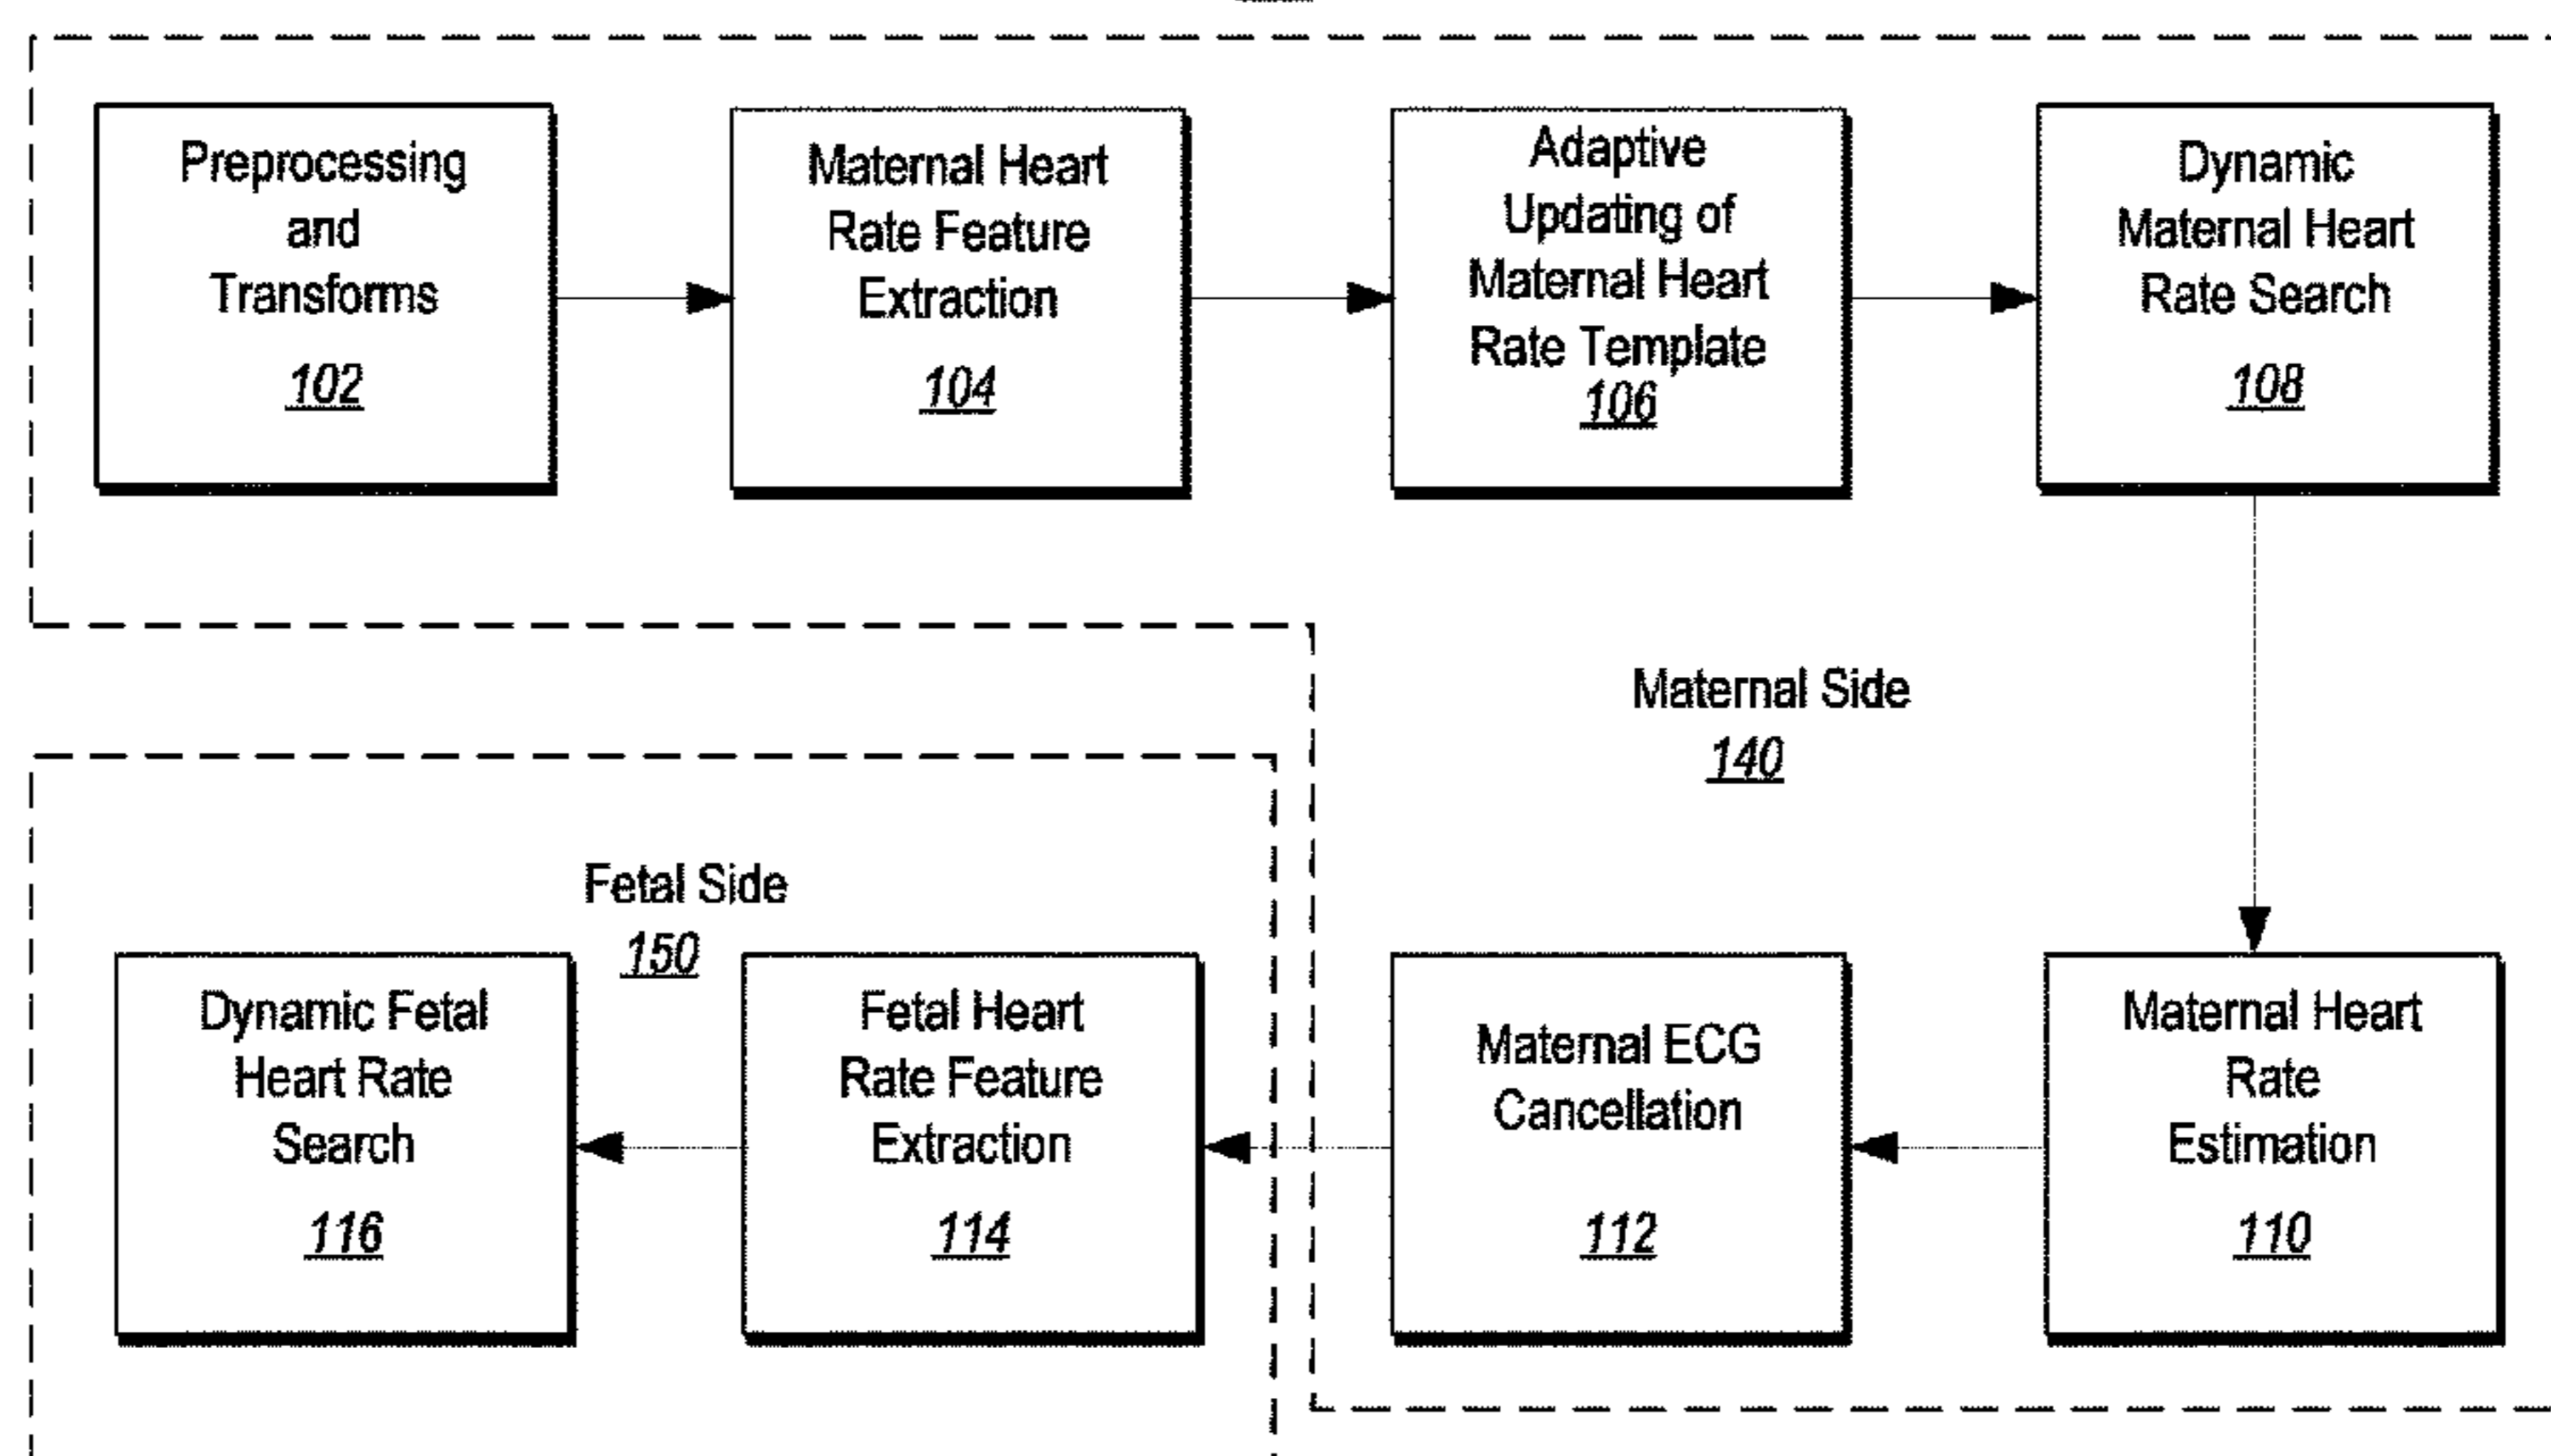 Preprocessing
and
Transforms
102
Maternal Heart
Rate Feature
Extraction
104
Adaptive
Updating of
Maternal Heart
Rate Template
106
Dynamic
Maternal Heart
Rate Search
108
Maternal Side
140
Fetal Side
150
Dynamic Fetal
Heart Rate
Search
116
Fetal Heart
Rate Feature
Extraction
114
Maternal ECG
Cancellation
112
Maternal Heart
Rate
Estimation
110